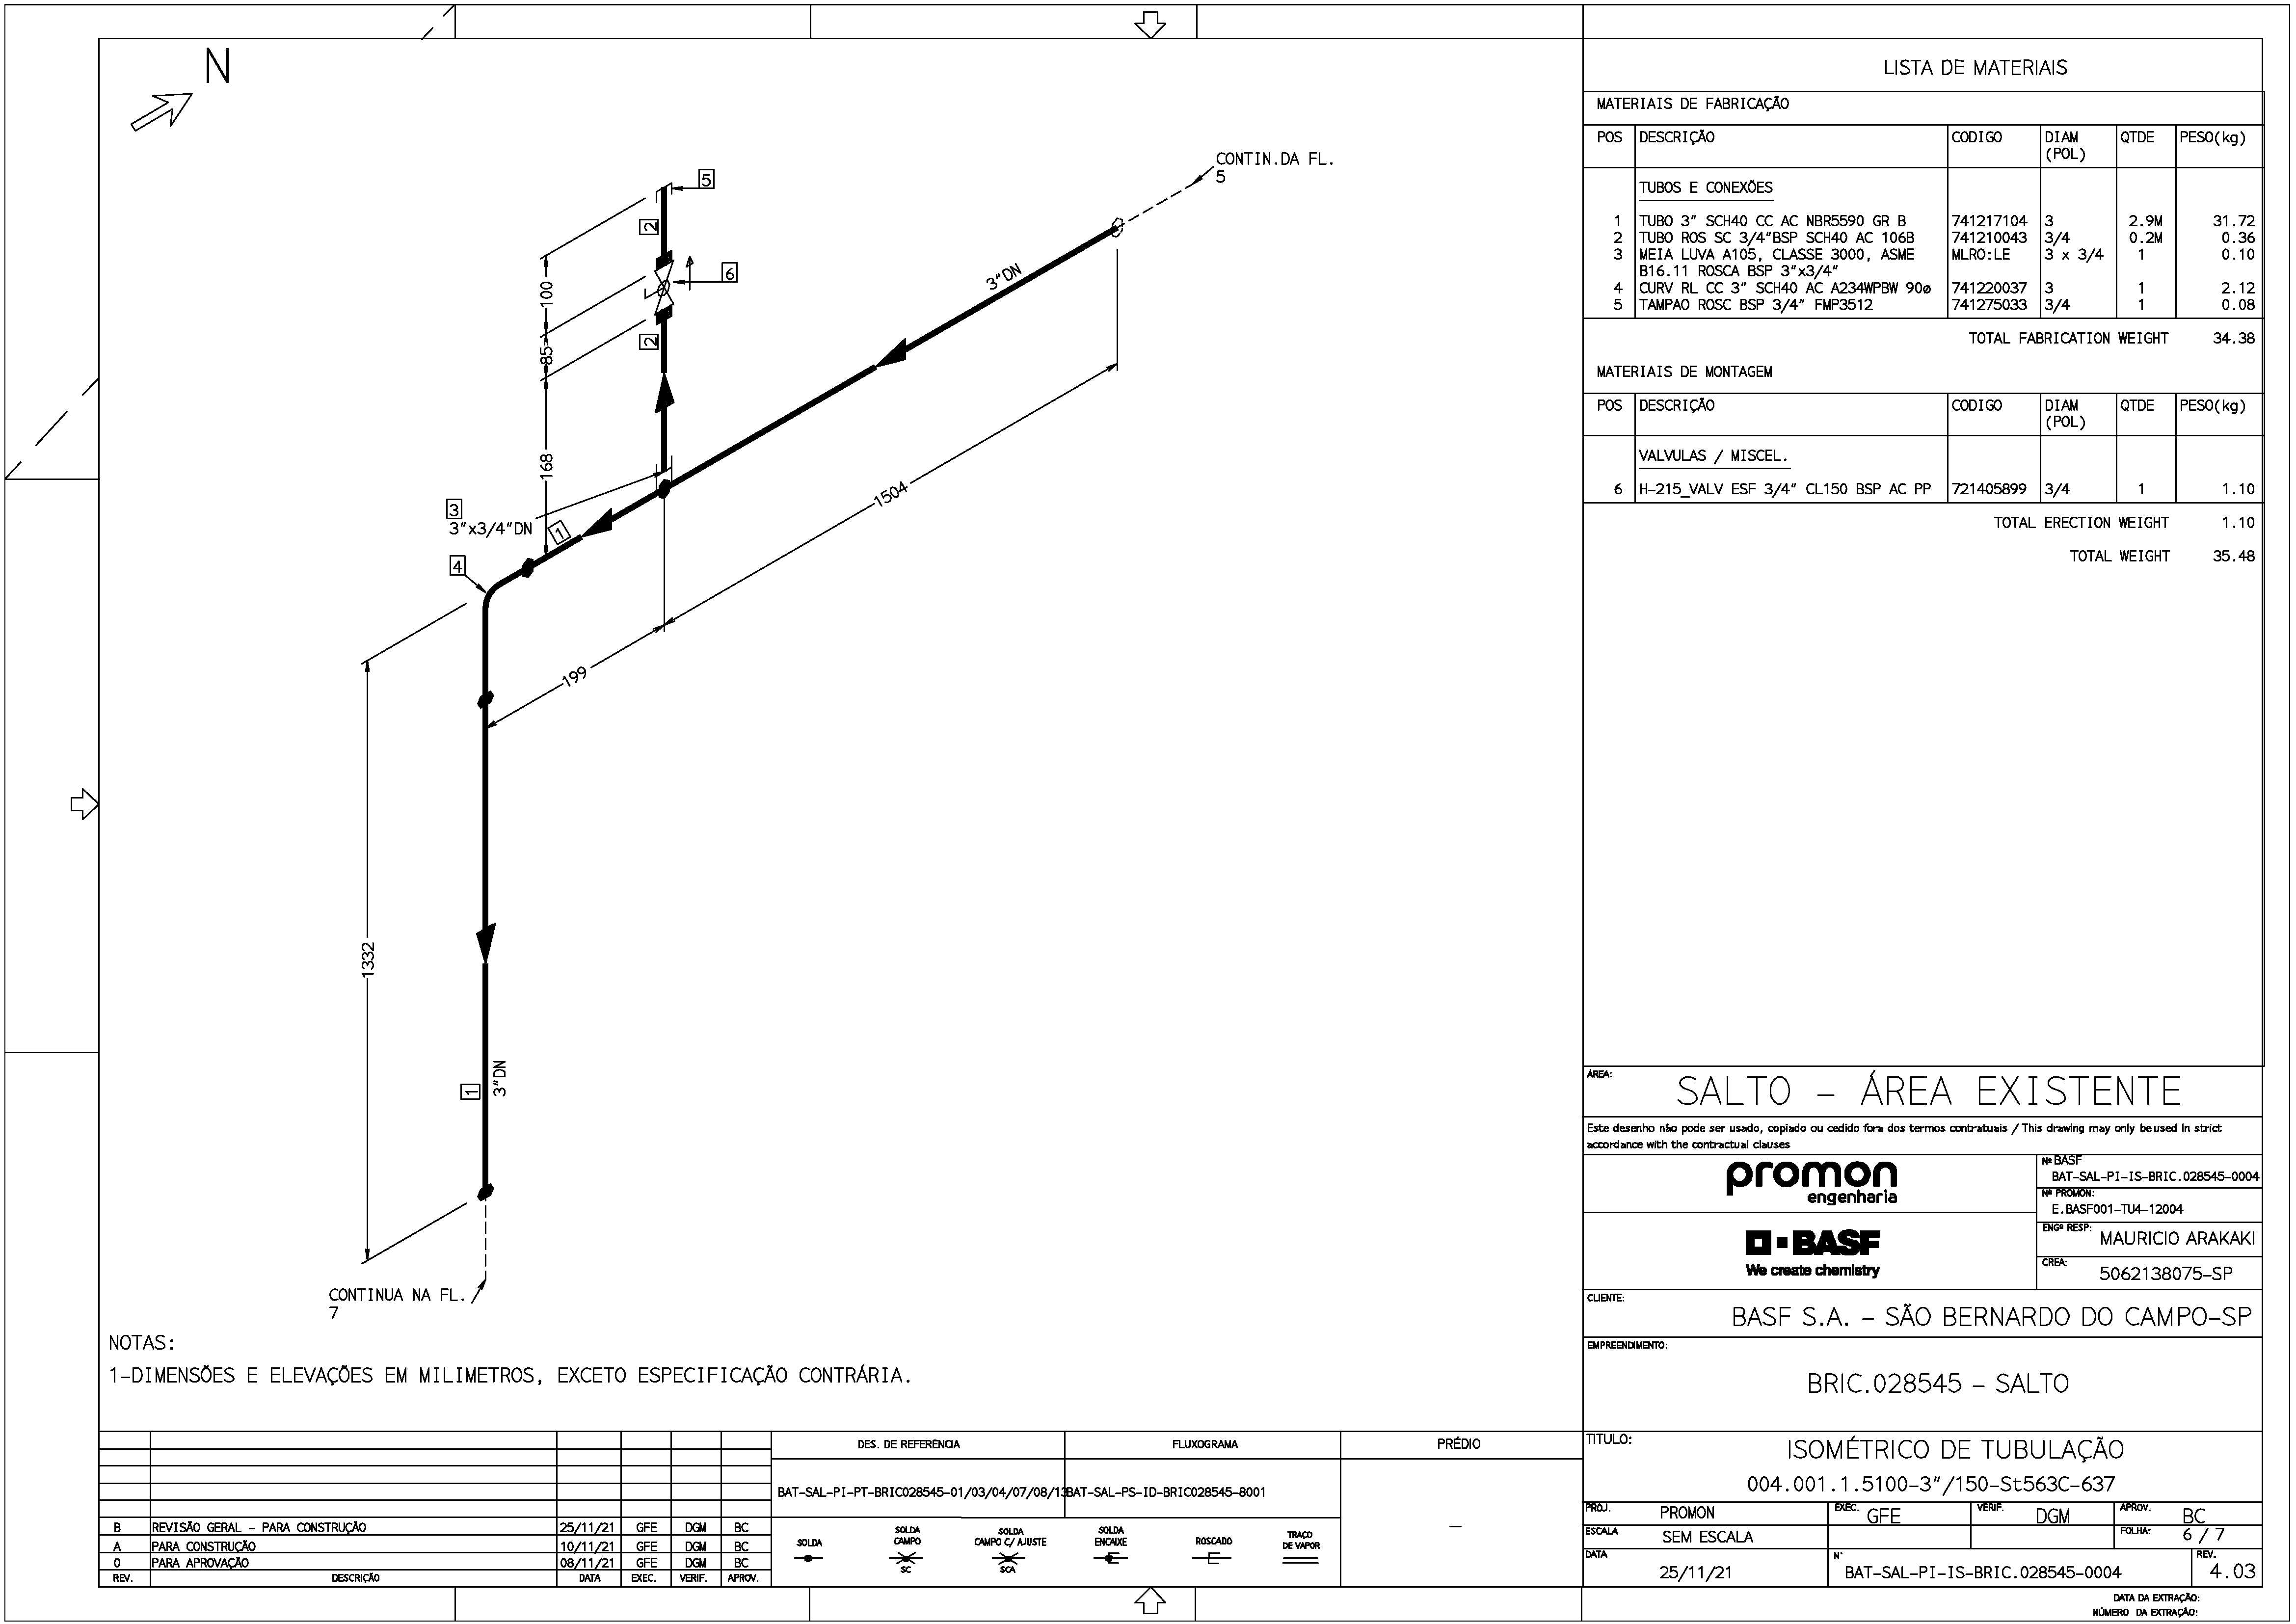 N
CONTIN.DA FL.
5
5
2
6
100
3"DN
85
2
168
1504
3
3"x3/4"DN
1
4
199
1332
1
3"DN
CONTINUA NA FL.
7
NOTAS:
1-DIMENSÕES E ELEVAÇÕES EM MILIMETROS, EXCETO ESPECIFICAÇÃO CONTRÁRIA.
LISTA DE MATERIAIS
MATERIAIS DE FABRICAÇÃO
POS DESCRIÇÃO CODIGO DIAM (POL) QTDE PESO(kg)
TUBOS E CONEXÕES
1 TUBO 3" SCH40 CC AC NBR5590 GR B 741217104 3 2.9M 31.72
2 TUBO ROS SC 3/4"BSP SCH40 AC 106B 741210043 3/4 0.2M 0.36
3 MEIA LUVA A105, CLASSE 3000, ASME MLRO:LE 3 x 3/4 1 0.10
B16.11 ROSCA BSP 3"x3/4"
4 CURV RL CC 3" SCH40 AC A234WPBW 90ø 741220037 3 1 2.12
5 TAMPAO ROSC BSP 3/4" FMP3512 741275033 3/4 1 0.08
TOTAL FABRICATION WEIGHT 34.38
MATERIAIS DE MONTAGEM
POS DESCRIÇÃO CODIGO DIAM (POL) QTDE PESO(kg)
VALVULAS / MISCEL.
6 H-215_VALV ESF 3/4" CL150 BSP AC PP 721405899 3/4 1 1.10
TOTAL ERECTION WEIGHT 1.10
TOTAL WEIGHT 35.48
ÁREA:
SALTO - ÁREA EXISTENTE
Este desenho não pode ser usado, copiado ou cedido fora dos termos contratuais / This drawing may only be used in strict
accordance with the contractual clauses
promon
engenharia
Nº BASF
BAT-SAL-PI-IS-BRIC.028545-0004
Nº PROMON:
E.BASF001-TU4-12004
BASF
We create chemistry
ENGº RESP:
MAURICIO ARAKAKI
CREA:
5062138075-SP
CLIENTE:
BASF S.A. - SÃO BERNARDO DO CAMPO-SP
EMPREENDIMENTO:
BRIC.028545 - SALTO
TITULO:
ISOMÉTRICO DE TUBULAÇÃO
004.001.1.5100-3"/150-St563C-637
PROJ. PROMON EXEC. GFE VERIF. DGM APROV. BC
ESCALA SEM ESCALA FOLHA: 6 / 7
DATA 25/11/21 N° BAT-SAL-PI-IS-BRIC.028545-0004 REV. 4.03
DATA DA EXTRAÇÃO:
NÚMERO DA EXTRAÇÃO:
B REVISÃO GERAL - PARA CONSTRUÇÃO 25/11/21 GFE DGM BC
A PARA CONSTRUÇÃO 10/11/21 GFE DGM BC
0 PARA APROVAÇÃO 08/11/21 GFE DGM BC
REV. DESCRIÇÃO DATA EXEC. VERIF. APROV.
DES. DE REFERÊNCIA FLUXOGRAMA PRÉDIO
BAT-SAL-PI-PT-BRIC028545-01/03/04/07/08/13 BAT-SAL-PS-ID-BRIC028545-8001 -
SOLDA
SOLDA CAMPO
SC
SOLDA CAMPO C/ AJUSTE
SCA
SOLDA ENCAIXE
ROSCADO
TRAÇO DE VAPOR